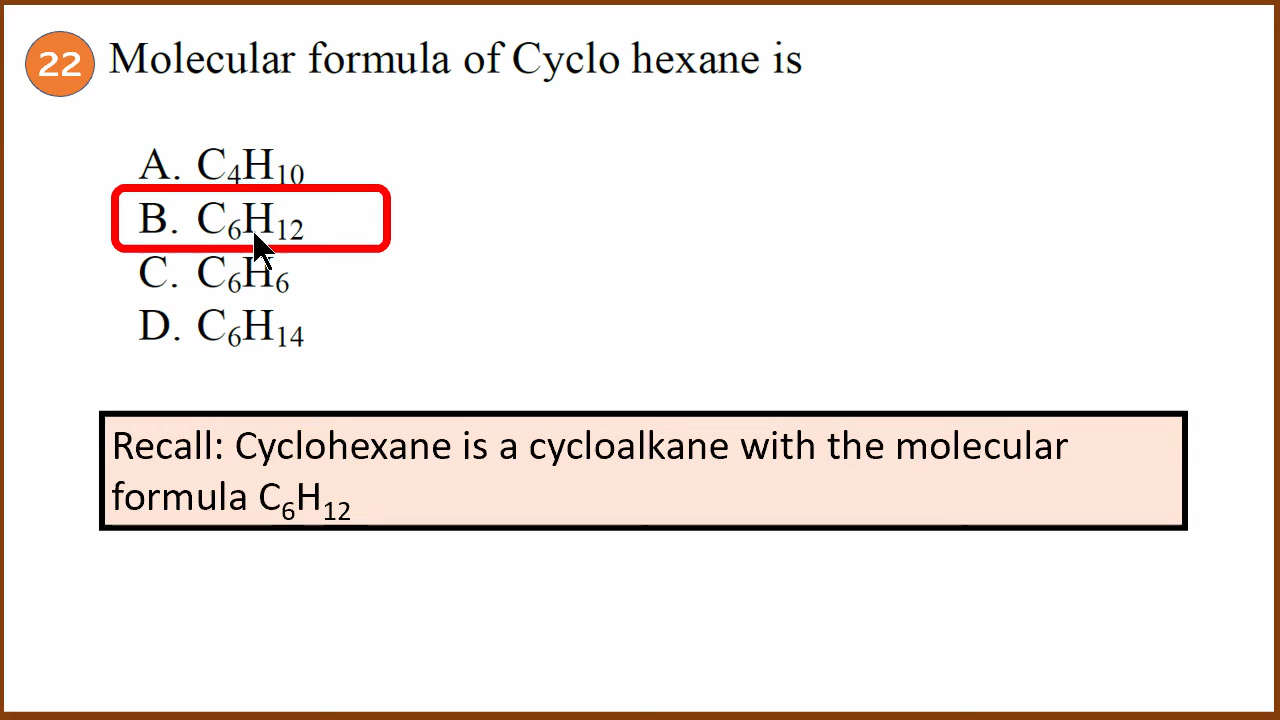 22 Molecular formula of Cyclo hexane is
A. C₄H₁₀
B. C₆H₁₂
C. C₆H₆
D. C₆H₁₄
Recall: Cyclohexane is a cycloalkane with the molecular
formula C₆H₁₂